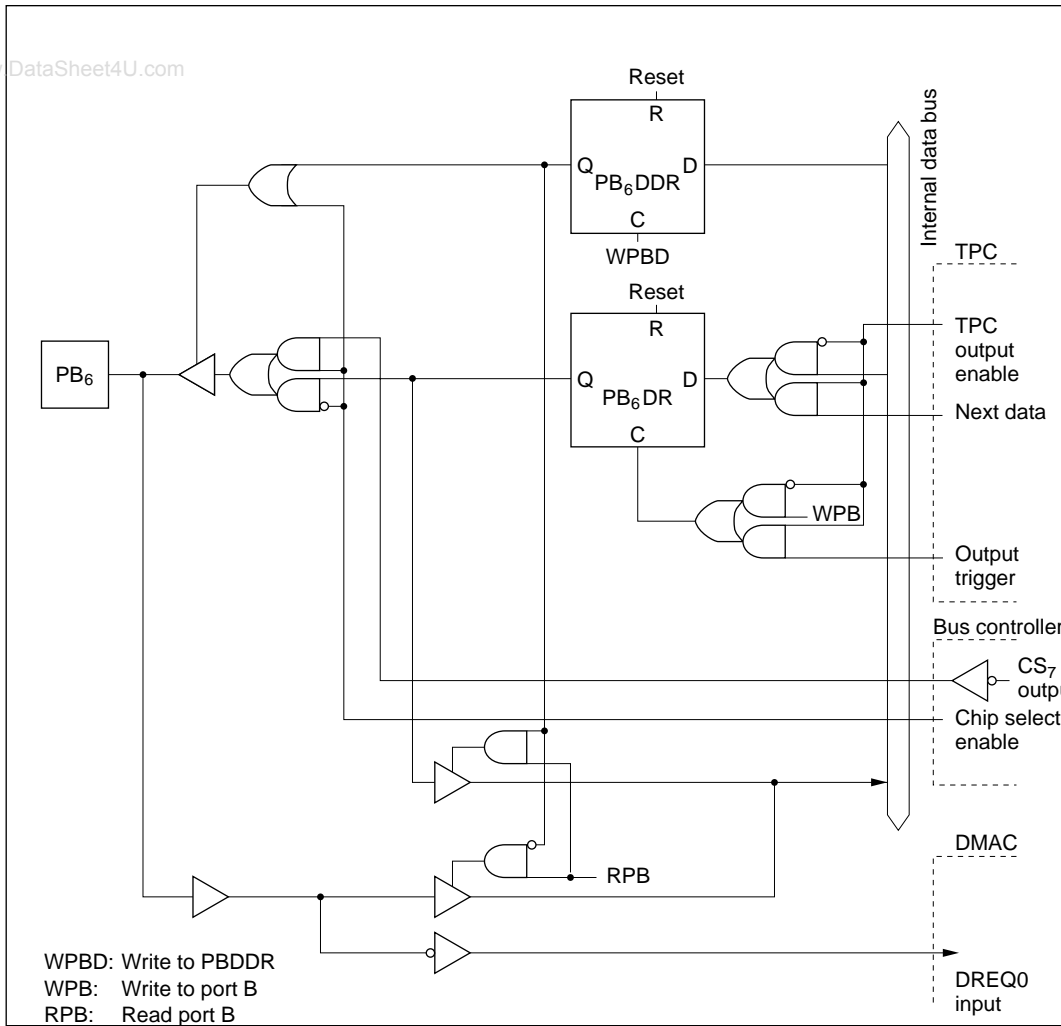 DataSheet4U.com
Reset
R
Q
D
PB6DDR
C
WPBD
Internal data bus
TPC
Reset
R
Q
D
PB6DR
C
TPC
output
enable
Next data
PB6
WPB
Output
trigger
Bus controller
CS7
outpu
Chip select
enable
RPB
DMAC
DREQ0
input
WPBD: Write to PBDDR
WPB: Write to port B
RPB: Read port B